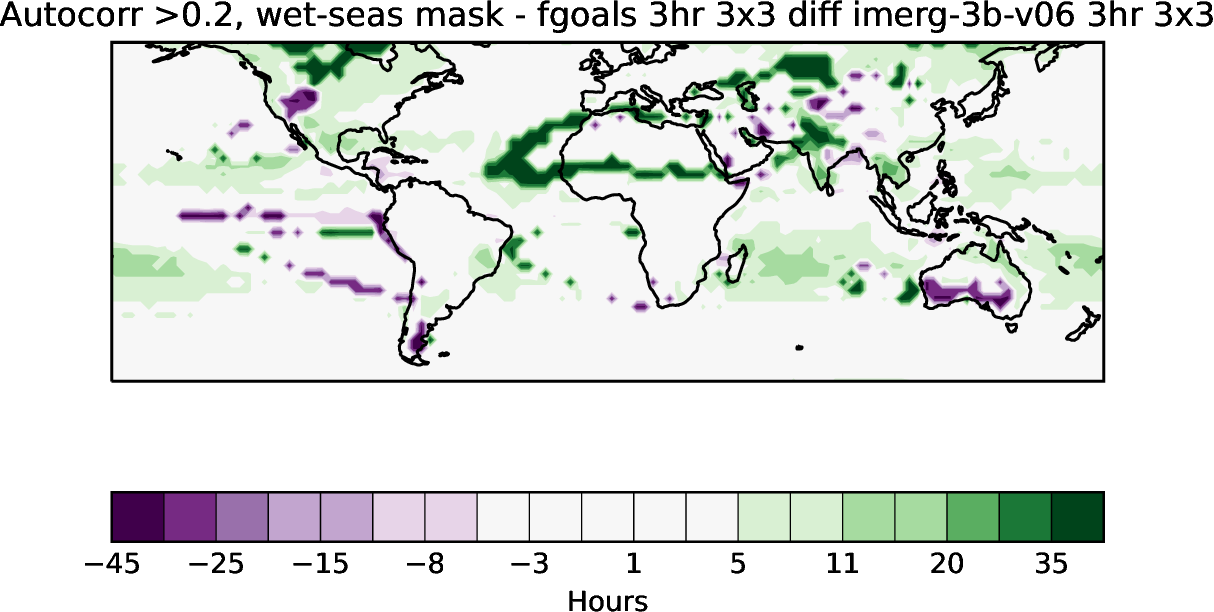 Autocorr >0.2, wet-seas mask - fgoals 3hr 3x3 diff imerg-3b-v06 3hr 3x3
−45 −25 −15 −8 −3 1 5 11 20 35
Hours